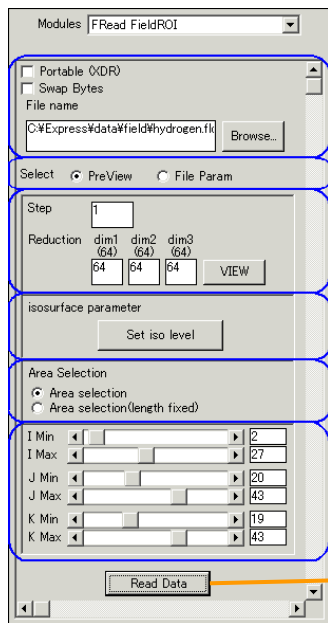 Modules FRead FieldROI
Portable (XDR)
Swap Bytes
File name
C:¥Express¥data¥field¥hydrogen.fl
Browse...
Select PreView File Param
Step 1
Reduction dim1 dim2 dim3
(64) (64) (64)
64 64 64 VIEW
isosurface parameter
Set iso level
Area Selection
Area selection
Area selection(length fixed)
I Min 2
I Max 27
J Min 20
J Max 43
K Min 19
K Max 43
Read Data